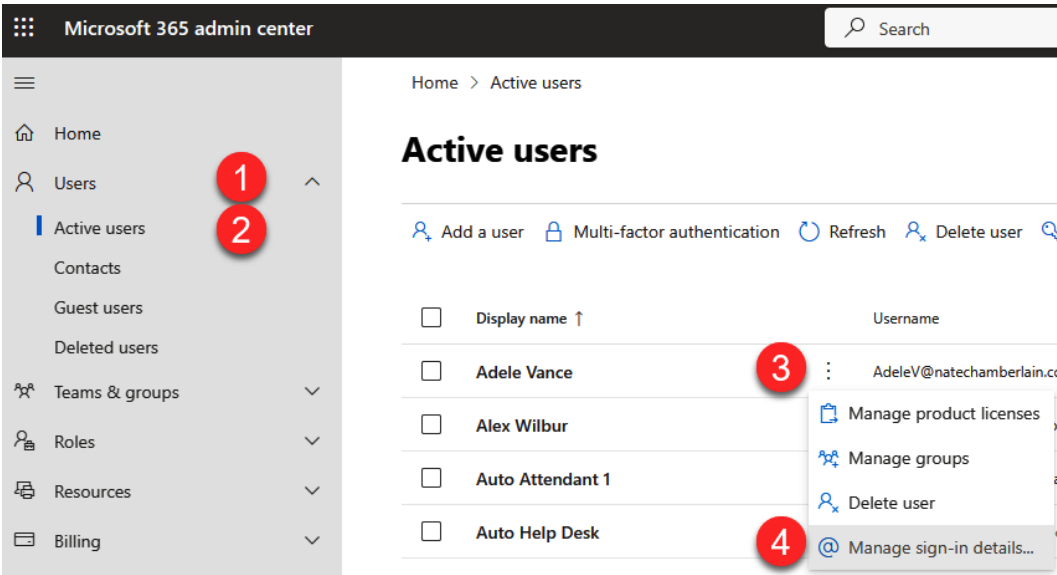 Microsoft 365 admin center
Search
Home
Users
1
Active users
2
Contacts
Guest users
Deleted users
Teams & groups
Roles
Resources
Billing
Home > Active users
Active users
Add a user Multi-factor authentication Refresh Delete user
Display name ↑ Username
Adele Vance 3 AdeleV@natechamberlain.co
Alex Wilbur
Auto Attendant 1
Auto Help Desk
Manage product licenses
Manage groups
Delete user
4 Manage sign-in details...